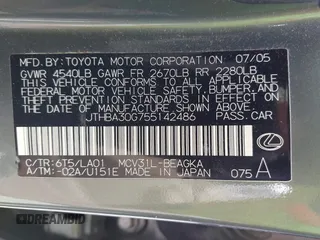 MFD. BY: TOYOTA MOTOR CORPORATION 07/05
GVWR 4540LB GAWR FR 2670LB RR 2280LB
THIS VEHICLE CONFORMS TO ALL APPLICABLE
FEDERAL MOTOR VEHICLE SAFETY, BUMPER, AND
THEFT PREVENTION STANDARDS IN EFFECT ON
THE DATE OF MANUFACTURE SHOWN ABOVE.
JTHBA30G755142486 PASS. CAR
C/TR: 6T5/LA01 MCV31L-BEAGKA
A/TM: -02A/U151E MADE IN JAPAN 075 A
DREAMBID